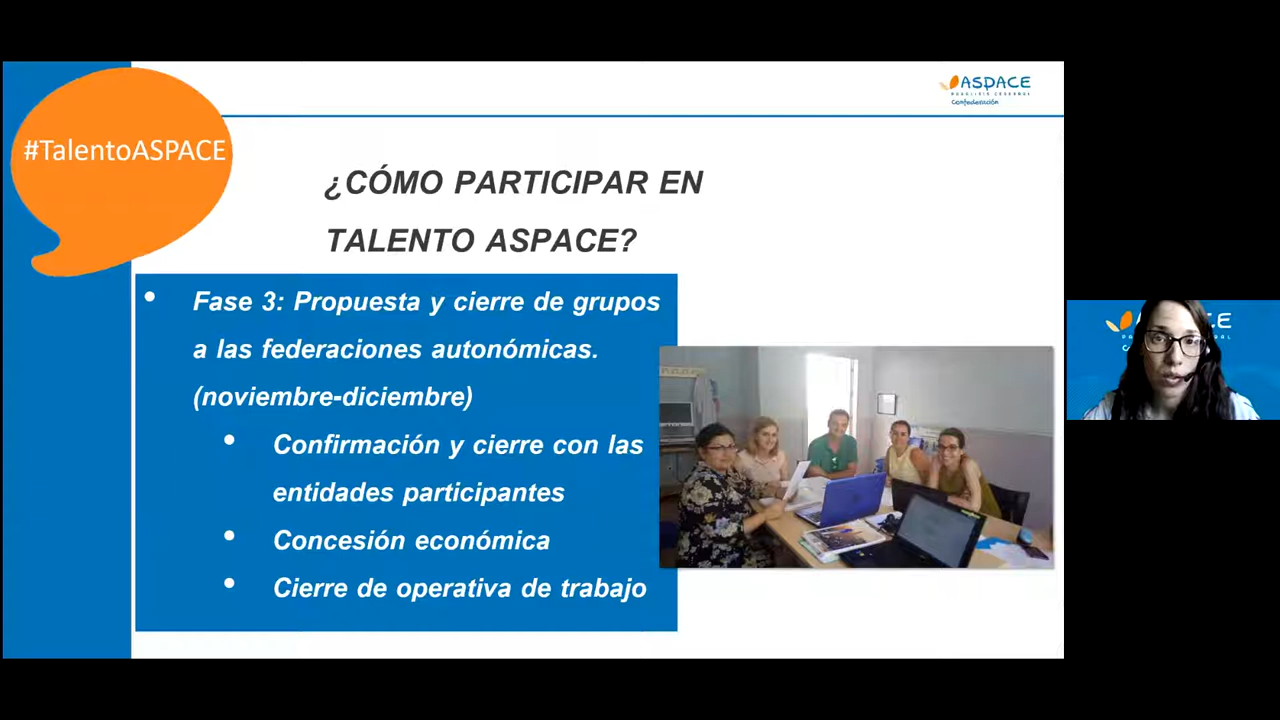 #TalentoASPACE
ASPACE
Confederación
¿CÓMO PARTICIPAR EN
TALENTO ASPACE?
• Fase 3: Propuesta y cierre de grupos
a las federaciones autonómicas.
(noviembre-diciembre)
• Confirmación y cierre con las
entidades participantes
• Concesión económica
• Cierre de operativa de trabajo